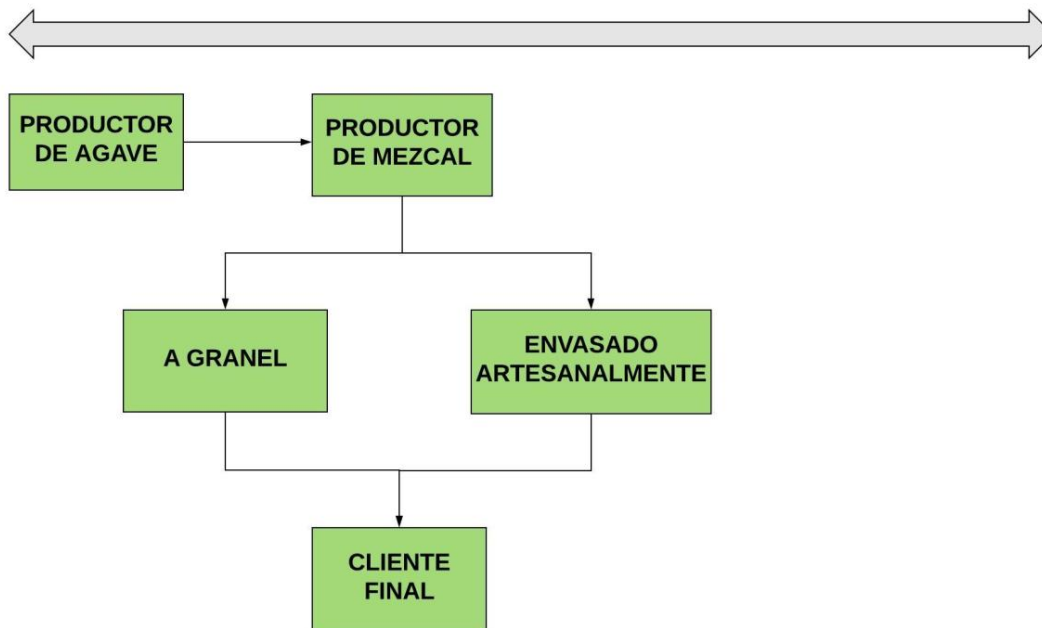 PRODUCTOR
DE AGAVE
PRODUCTOR
DE MEZCAL
A GRANEL
ENVASADO
ARTESANALMENTE
CLIENTE
FINAL